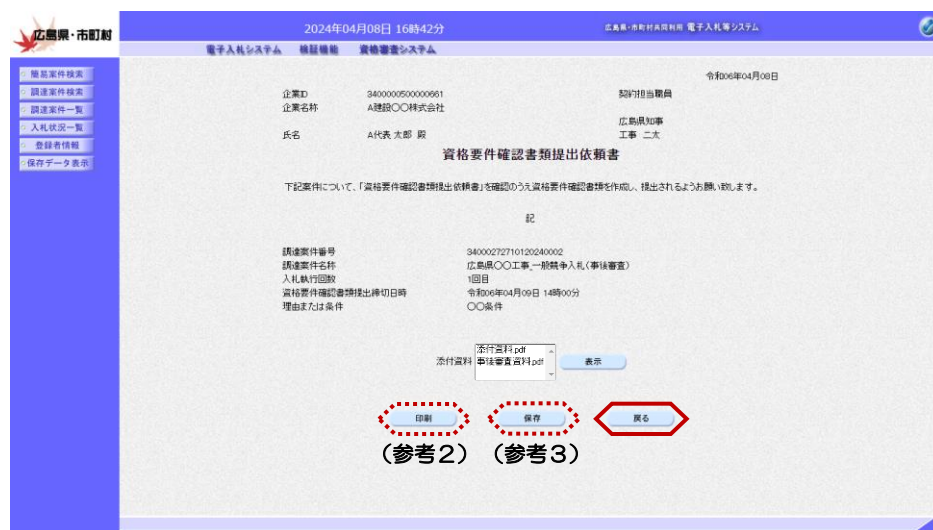 広島県・市町村
2024年04月08日 16時42分
広島県・市町村共同利用 電子入札等システム
電子入札システム 検証機能 資格審査システム
簡易案件検索
調達案件検索
調達案件一覧
入札状況一覧
登録者情報
保存データ表示
令和06年04月08日
企業ID 3400000500000661 契約担当職員
企業名称 A建設〇〇株式会社
広島県知事
氏名 A代表 太郎 殿 工事 二太
資格要件確認書類提出依頼書
下記案件について、「資格要件確認書類提出依頼書」を確認のうえ資格要件確認書類を作成し、提出されるようお願い致します。
記
調達案件番号 34000272710120240002
調達案件名称 広島県〇〇工事_一般競争入札(事後審査)
入札執行回数 1回目
資格要件確認書類提出締切日時 令和06年04月09日 14時00分
理由または条件 〇〇条件
添付資料.pdf
添付資料 事後審査資料.pdf 表示
印刷 保存 戻る
(参考2) (参考3)